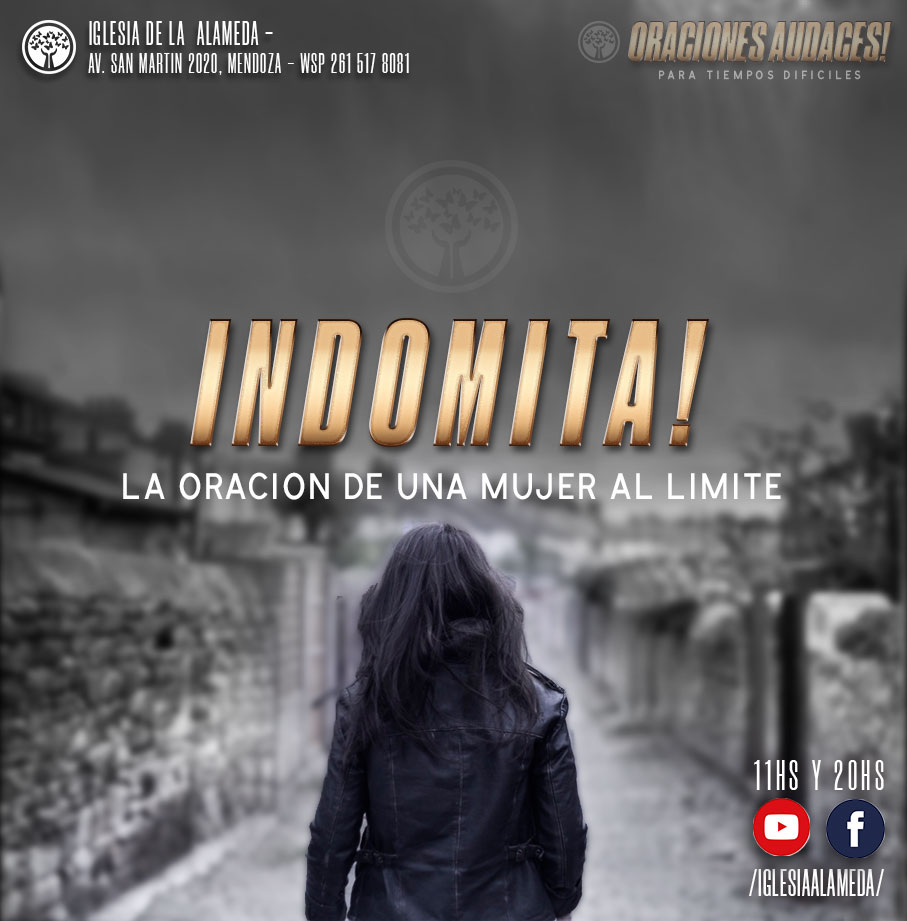 IGLESIA DE LA ALAMEDA -
AV. SAN MARTIN 2020, MENDOZA - WSP 261 517 8081
ORACIONES AUDACES!
PARA TIEMPOS DIFICILES
INDOMITA!
LA ORACION DE UNA MUJER AL LIMITE
11HS Y 20HS
/IGLESIAALAMEDA/